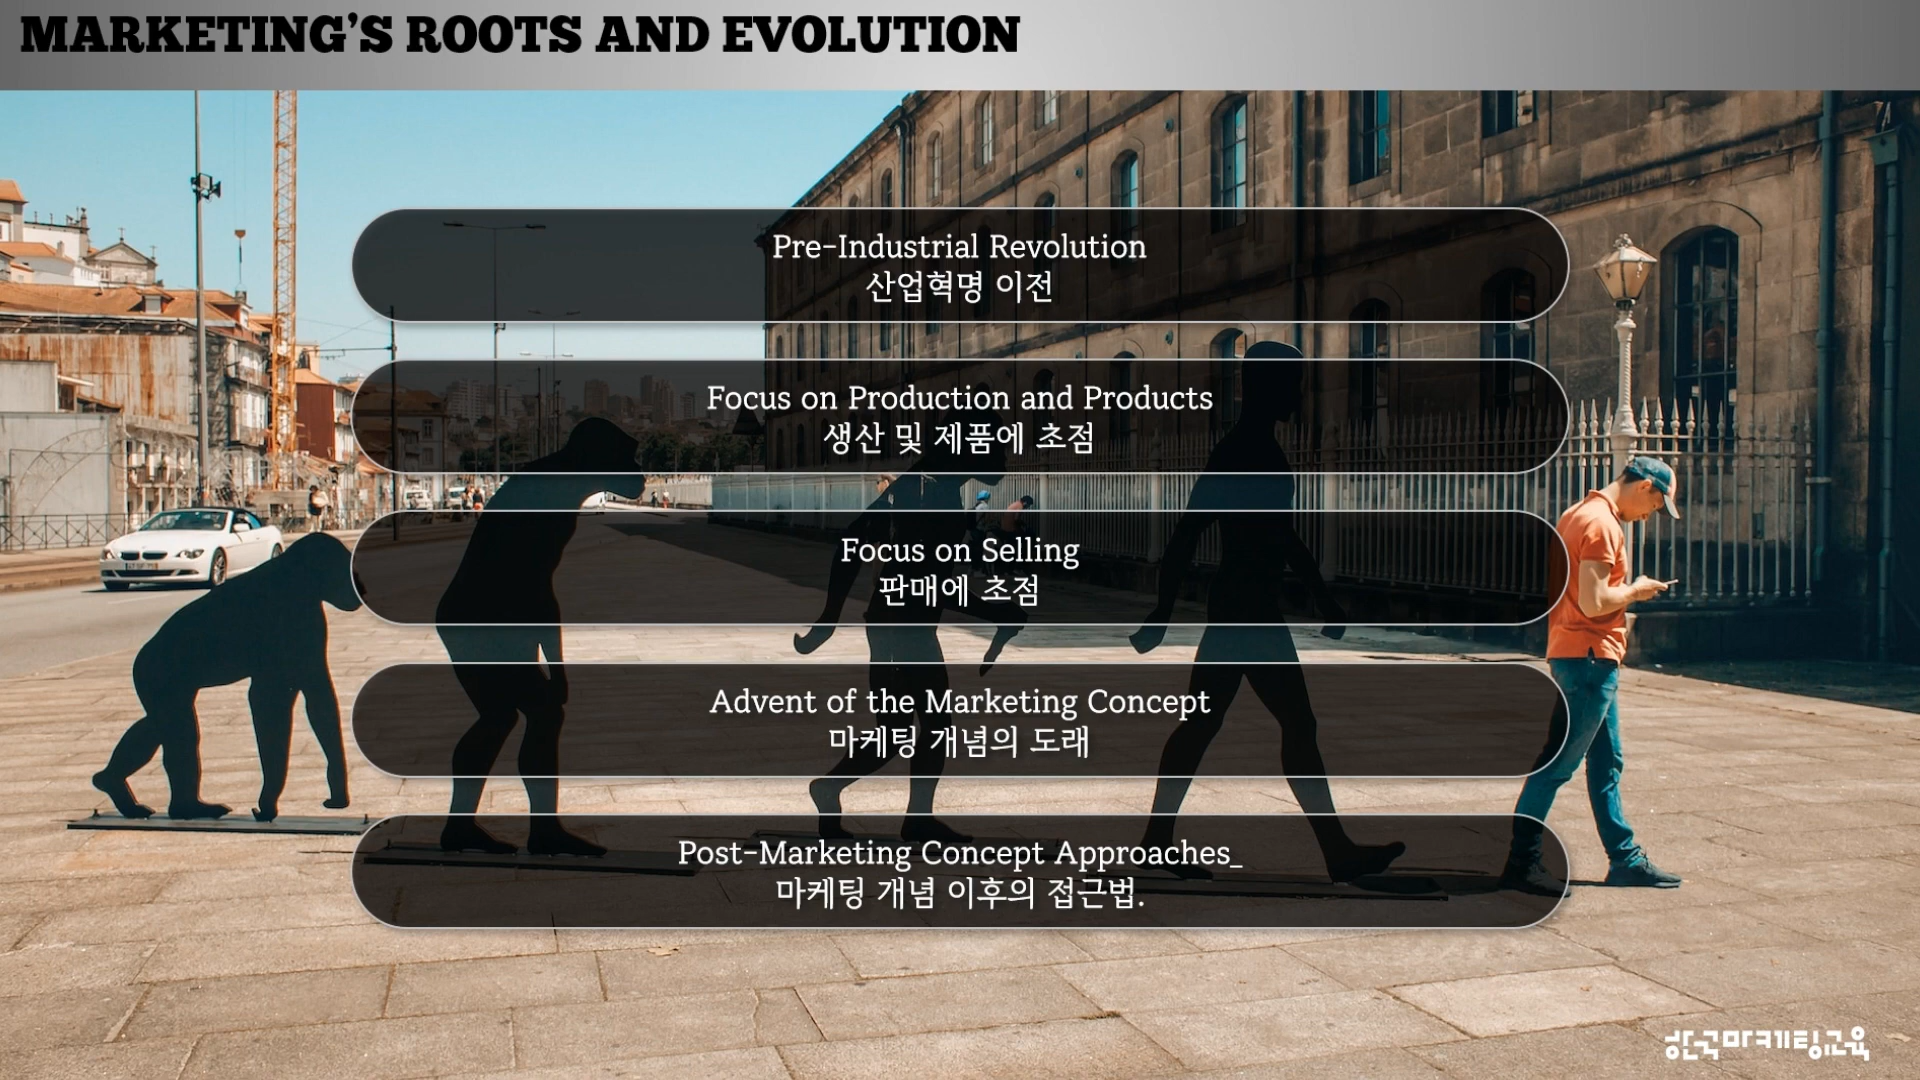 MARKETING'S ROOTS AND EVOLUTION
Pre-Industrial Revolution
산업혁명 이전
Focus on Production and Products
생산 및 제품에 초점
Focus on Selling
판매에 초점
Advent of the Marketing Concept
마케팅 개념의 도래
Post-Marketing Concept Approaches_
마케팅 개념 이후의 접근법.
한국마케팅교육